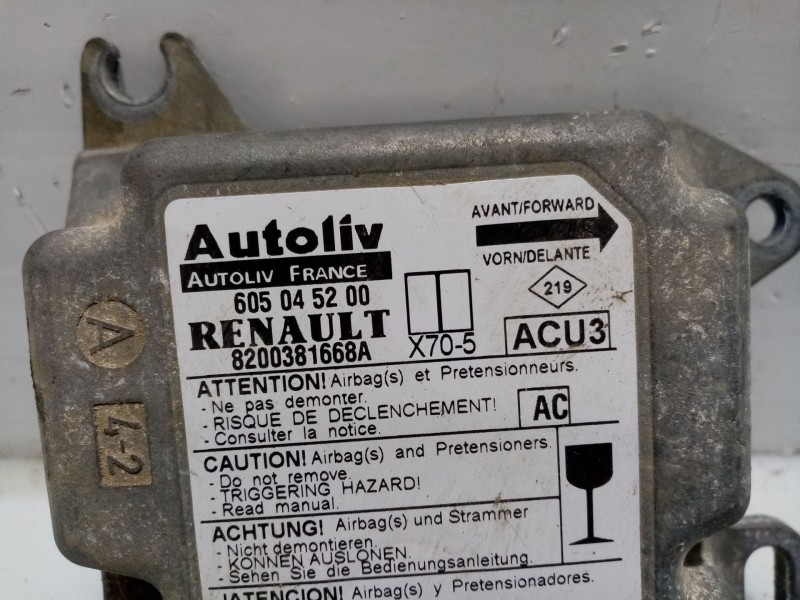 Autoliv
AUTOLIV FRANCE
605 04 52 00
RENAULT
8200381668A
AVANT/FORWARD
VORN/DELANTE
219
X70-5
ACU3
ATTENTION! Airbag(s) et Pretensionneurs.
- Ne pas demonter.
- RISQUE DE DECLENCHEMENT!
- Consulter la notice.
AC
CAUTION! Airbag(s) and Pretensioners.
- Do not remove.
- TRIGGERING HAZARD!
- Read manual.
ACHTUNG! Airbag(s) und Strammer
- Nicht demontieren.
- KONNEN AUSLONEN.
- Sehen Sie die Bedienungsanleitung.
¡ATENCION! Airbag(s) y Pretensionadores.
A
4-2